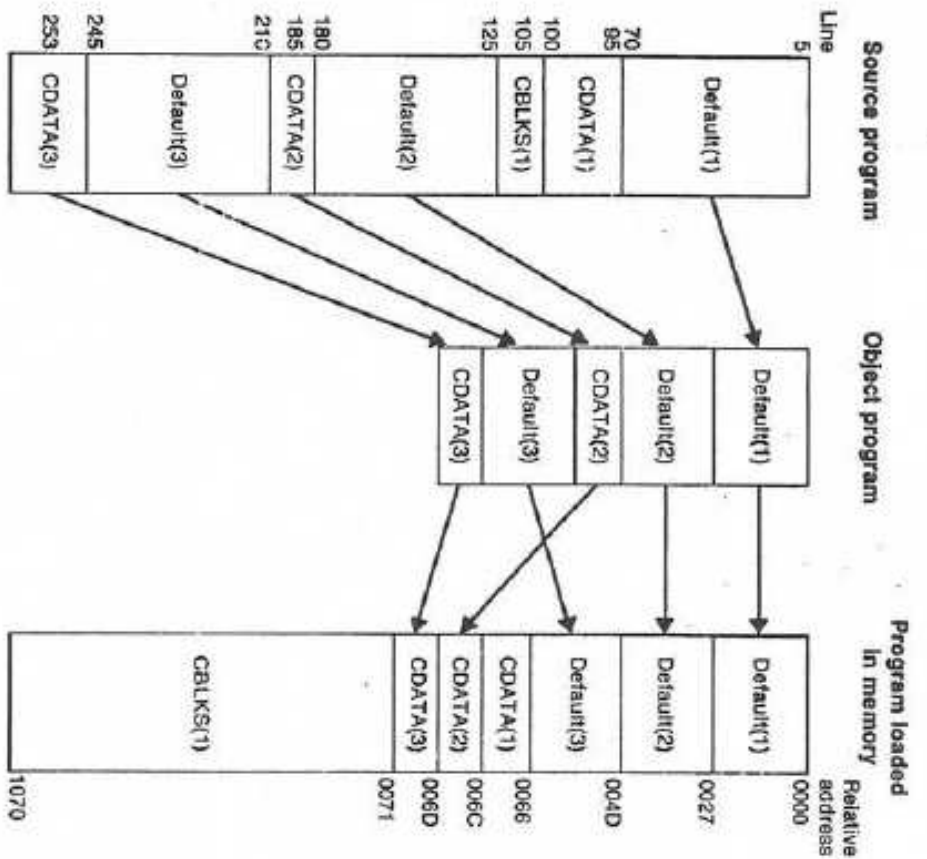 Source program
Line
5
Default(1)
70
CDATA(1)
95
100
CBLKS(1)
105
125
Default(2)
180
CDATA(2)
185
210
Default(3)
245
CDATA(3)
253
Object program
Default(1)
Default(2)
CDATA(2)
Default(3)
CDATA(3)
Program loaded
in memory
Relative
address
0000
Default(1)
0027
Default(2)
004D
Default(3)
0066
CDATA(1)
006C
CDATA(2)
006D
CDATA(3)
0071
CBLKS(1)
1070